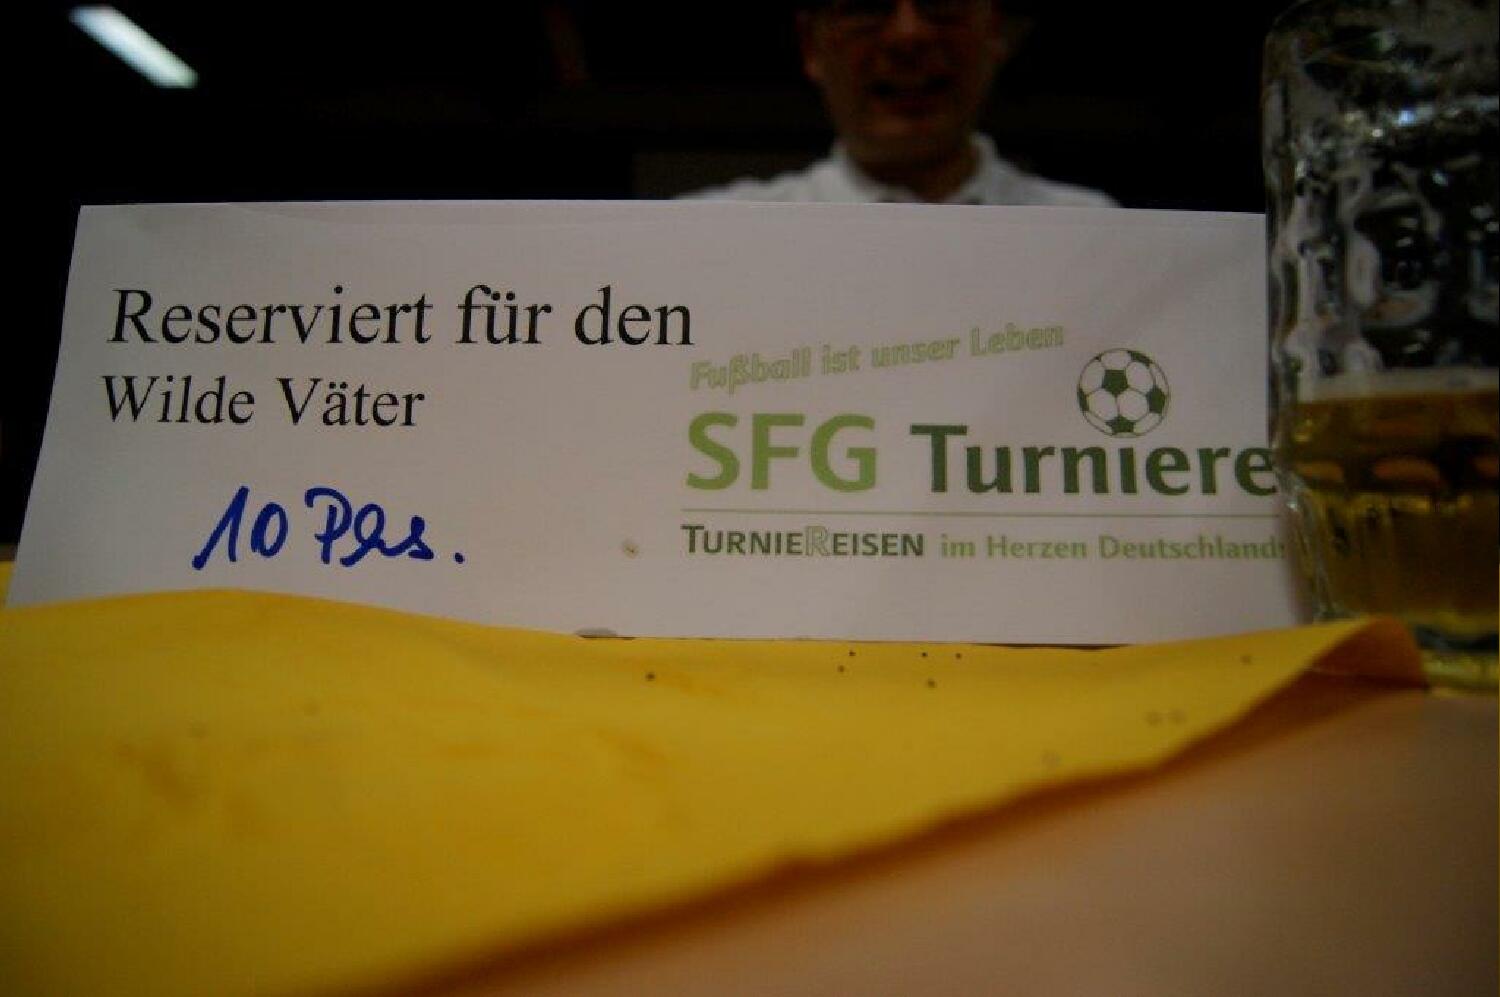 Reserviert für den
Wilde Väter
10 Pers.
Fußball ist unser Leben
SFG Turniere
TURNIEREISEN im Herzen Deutschlands